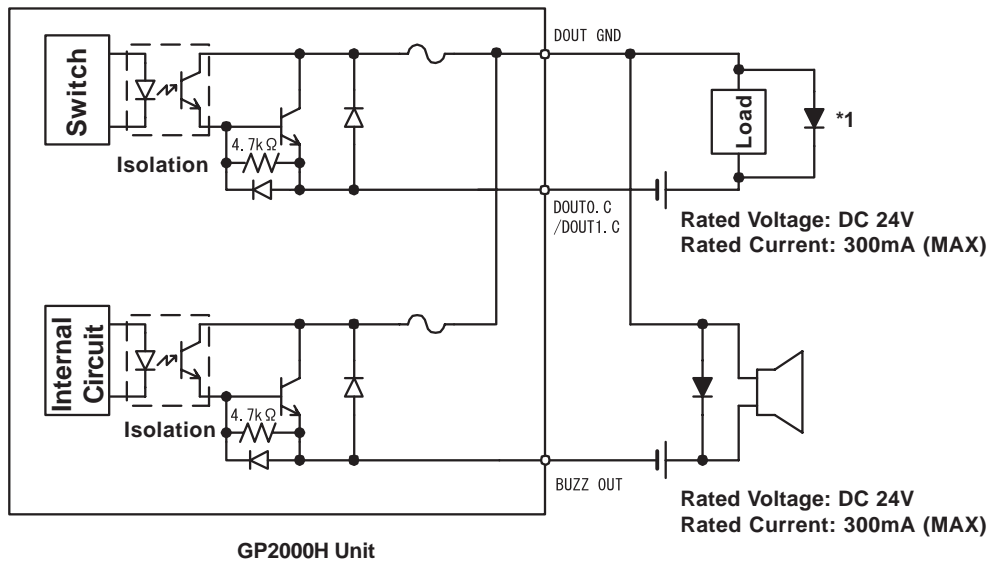 DOUT GND
Switch
Isolation
4.7kΩ
Load
*1
DOUT0.C
/DOUT1.C
Rated Voltage: DC 24V
Rated Current: 300mA (MAX)
Internal
Circuit
Isolation
4.7kΩ
BUZZ OUT
Rated Voltage: DC 24V
Rated Current: 300mA (MAX)
GP2000H Unit